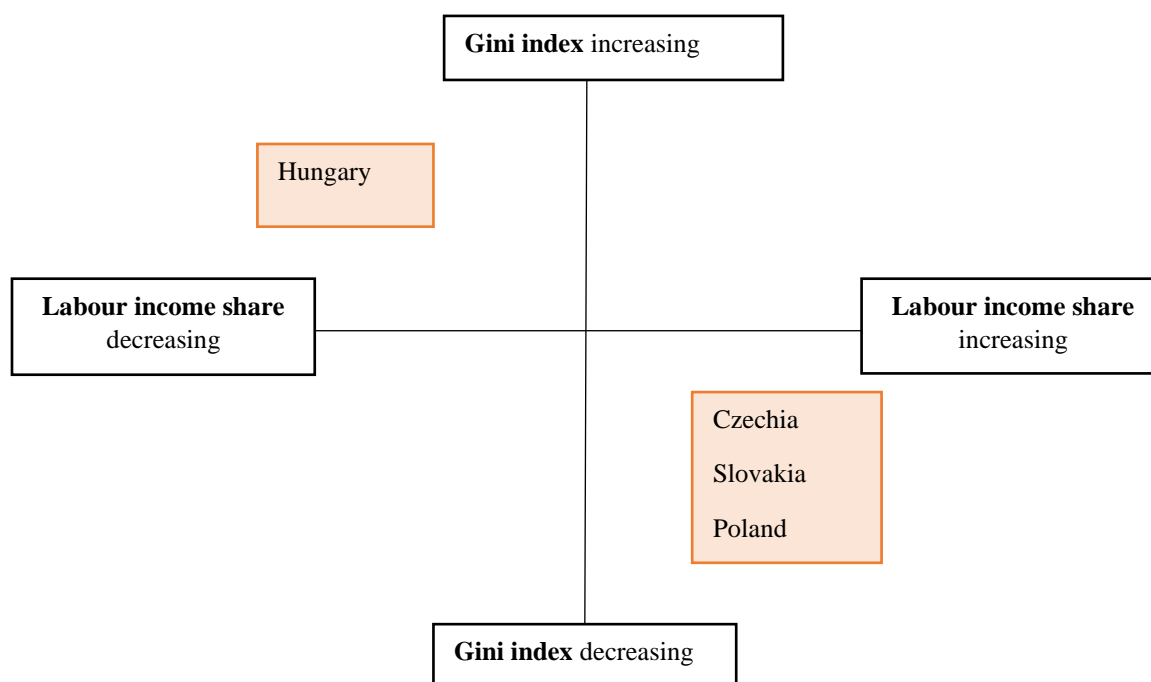 Gini index increasing
Hungary
Labour income share
decreasing
Labour income share
increasing
Czechia
Slovakia
Poland
Gini index decreasing